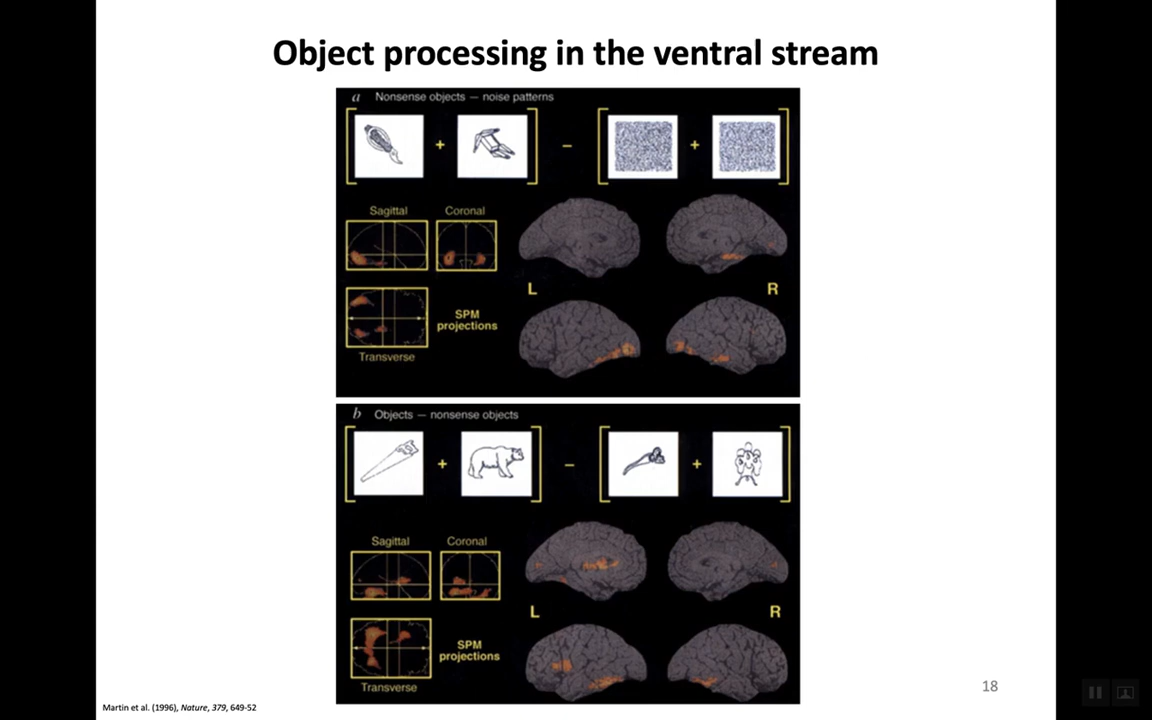 Object processing in the ventral stream
a Nonsense objects — noise patterns
+ – +
Sagittal Coronal
L R
SPM
projections
Transverse
b Objects — nonsense objects
+ – +
Sagittal Coronal
L R
SPM
projections
Transverse
18
Martin et al. (1996), Nature, 379, 649-52